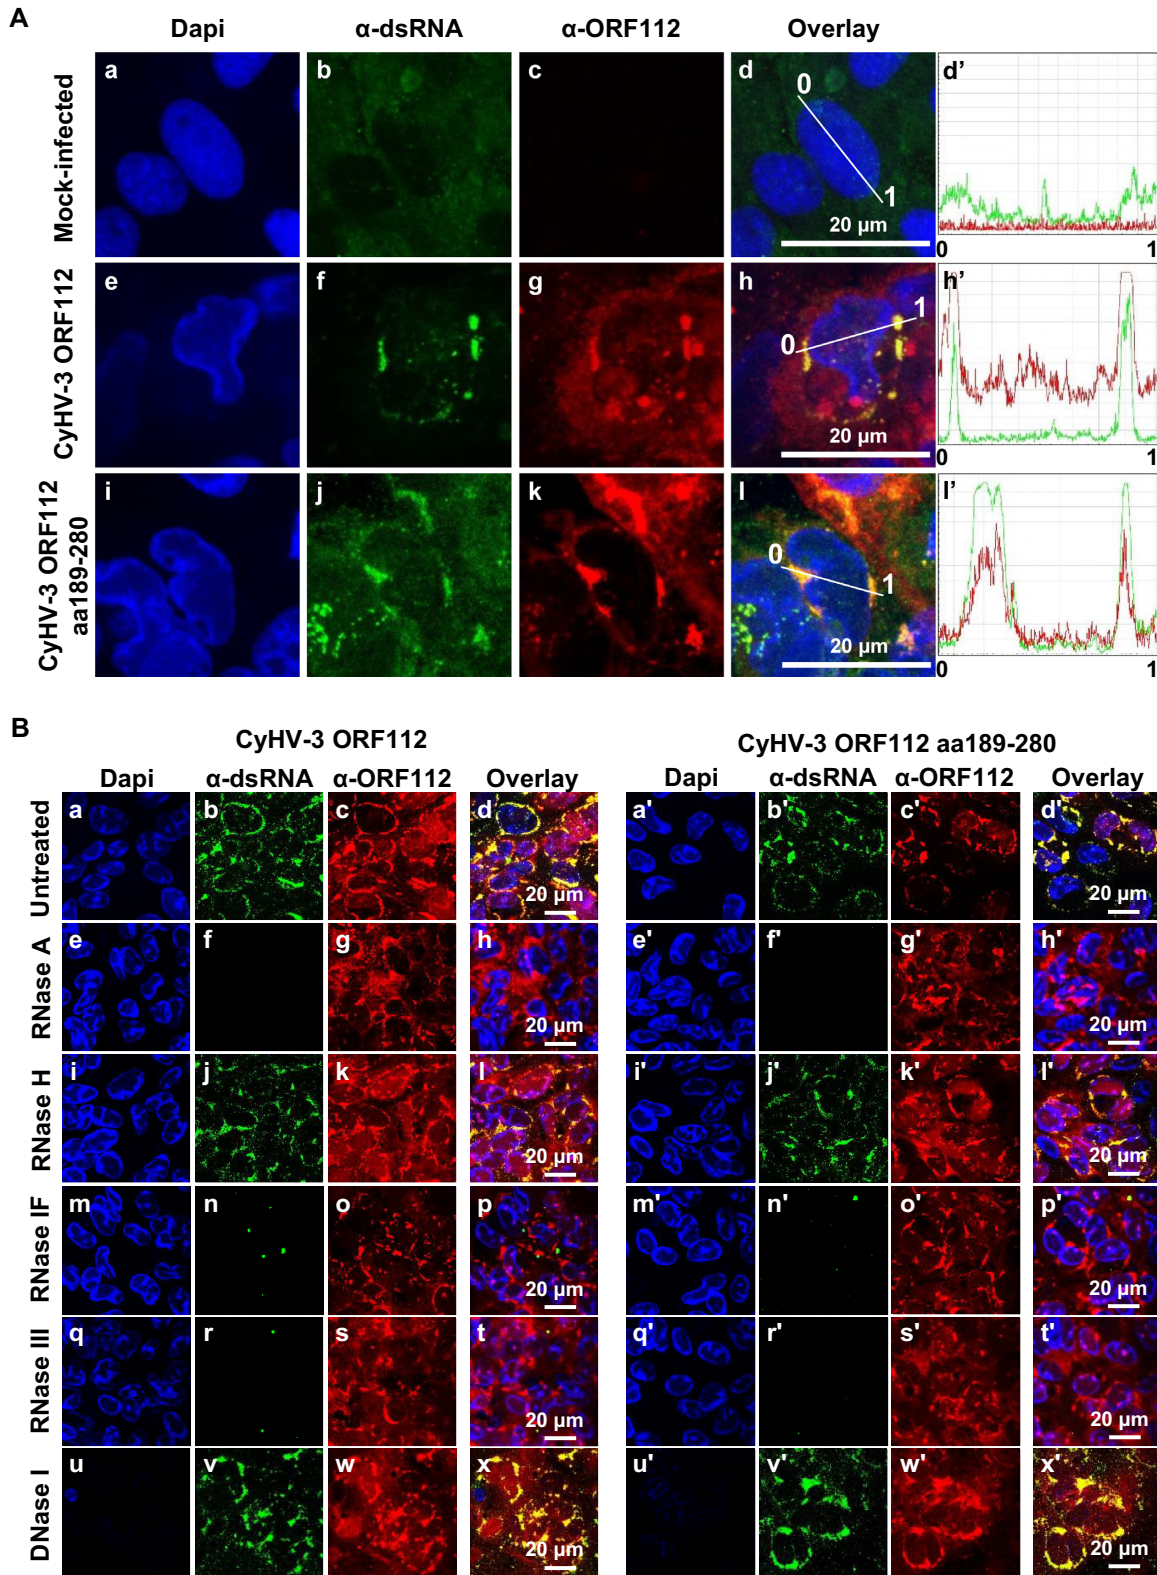 A
Dapi α-dsRNA α-ORF112 Overlay
Mock-infected
a b c d d’
0
1
20 µm
0 1
CyHV-3 ORF112
e f g h h’
0
1
20 µm
0 1
CyHV-3 ORF112
aa189-280
i j k l l’
0
1
20 µm
0 1
B
CyHV-3 ORF112 CyHV-3 ORF112 aa189-280
Dapi α-dsRNA α-ORF112 Overlay Dapi α-dsRNA α-ORF112 Overlay
Untreated
a b c d a' b' c' d'
20 µm 20 µm
RNase A
e f g h e' f' g' h'
20 µm 20 µm
RNase H
i j k l i' j' k' l'
20 µm 20 µm
RNase IF
m n o p m' n' o' p'
20 µm 20 µm
RNase III
q r s t q' r' s' t'
20 µm 20 µm
DNase I
u v w x u' v' w' x'
20 µm 20 µm